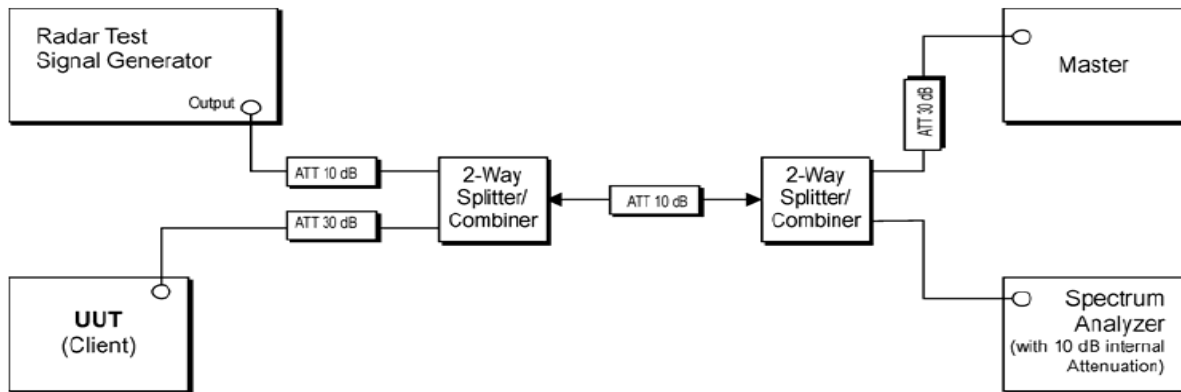 Radar Test
Signal Generator
Output
ATT 10 dB
ATT 30 dB
UUT
(Client)
2-Way
Splitter/
Combiner
ATT 10 dB
2-Way
Splitter/
Combiner
ATT 30 dB
Master
Spectrum
Analyzer
(with 10 dB internal
Attenuation)